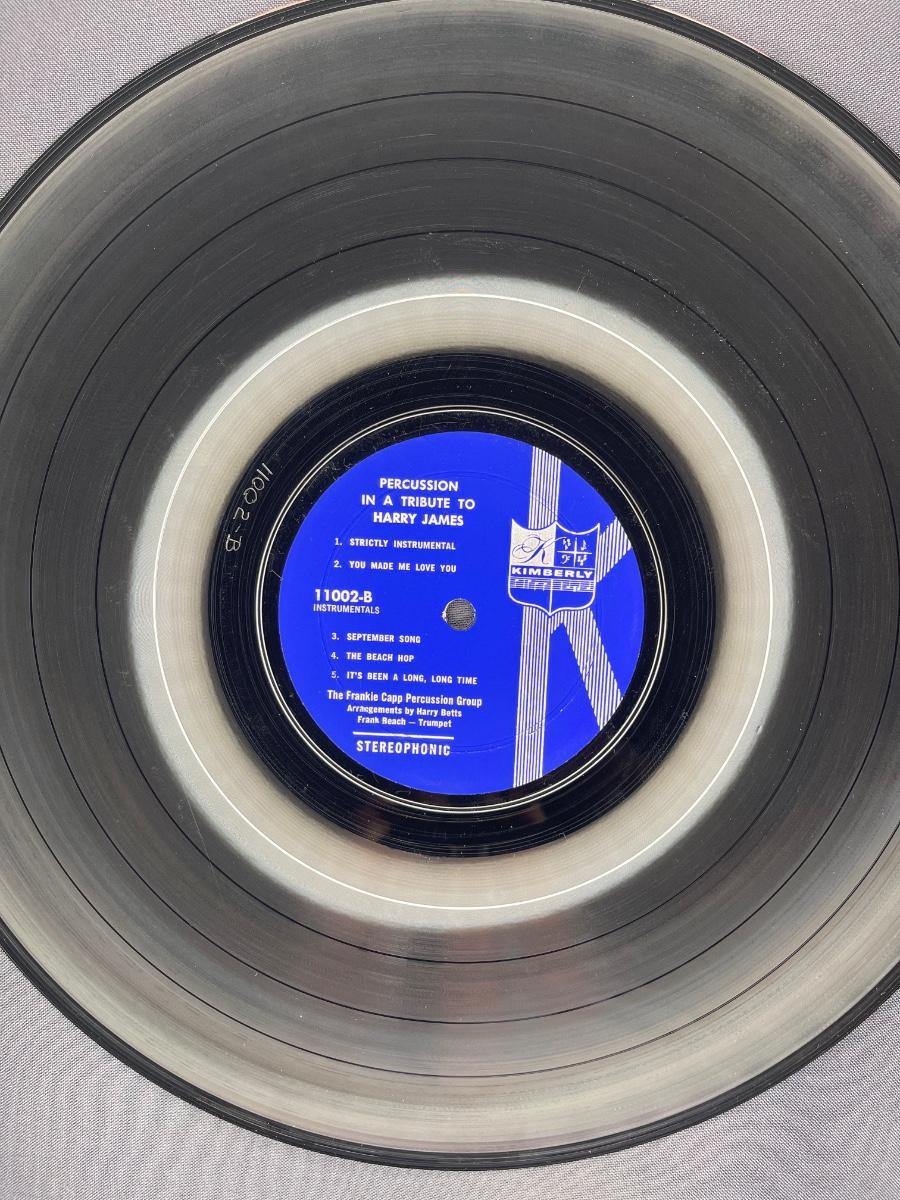 PERCUSSION
IN A TRIBUTE TO
HARRY JAMES
1. STRICTLY INSTRUMENTAL
2. YOU MADE ME LOVE YOU
11002-B
INSTRUMENTALS
3. SEPTEMBER SONG
4. THE BEACH HOP
5. IT'S BEEN A LONG, LONG TIME
The Frankie Capp Percussion Group
Arrangements by Harry Betts
Frank Beach — Trumpet
STEREOPHONIC
K
KIMBERLY
11002-B